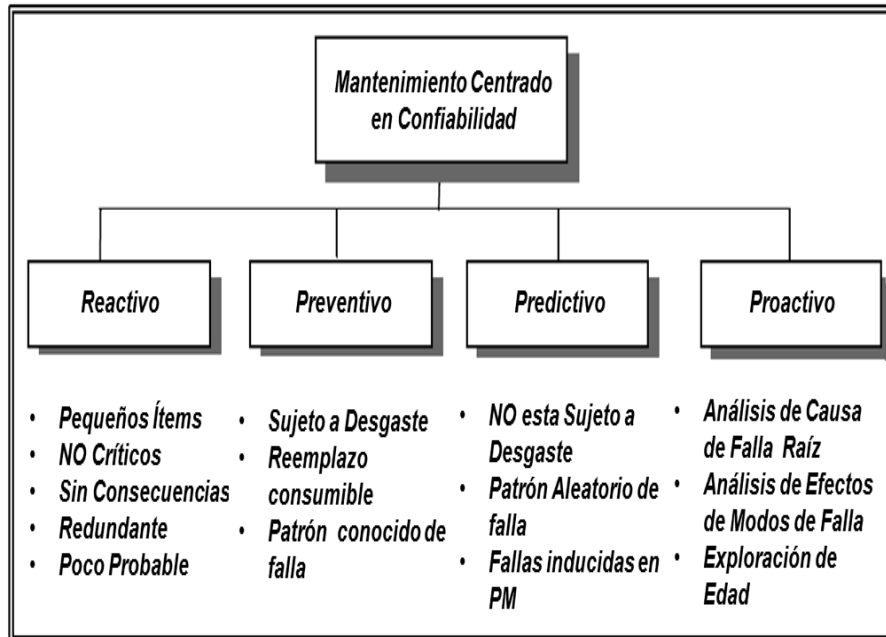 Mantenimiento Centrado
en Confiabilidad
Reactivo
Preventivo
Predictivo
Proactivo
• Pequeños Ítems
• NO Críticos
• Sin Consecuencias
• Redundante
• Poco Probable
• Sujeto a Desgaste
• Reemplazo
consumible
• Patrón conocido de
falla
• NO esta Sujeto a
Desgaste
• Patrón Aleatorio de
falla
• Fallas inducidas en
PM
• Análisis de Causa
de Falla Raíz
• Análisis de Efectos
de Modos de Falla
• Exploración de
Edad